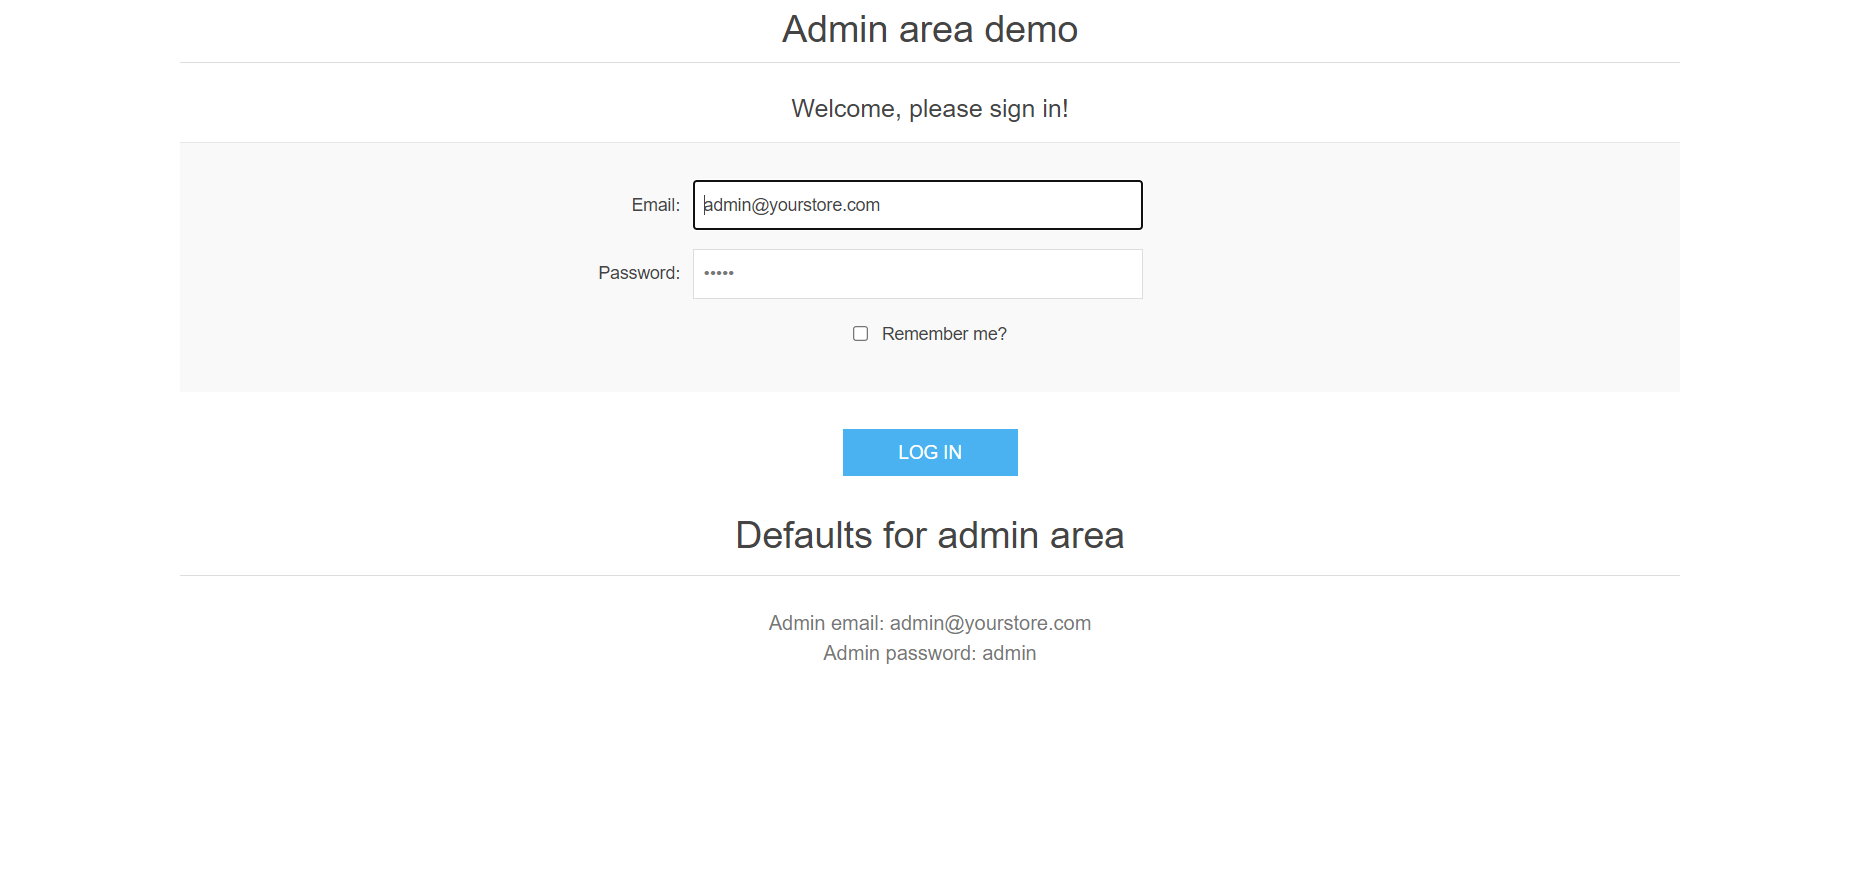 Admin area demo
Welcome, please sign in!
Email: admin@yourstore.com
Password: •••••
Remember me?
LOG IN
Defaults for admin area
Admin email: admin@yourstore.com
Admin password: admin